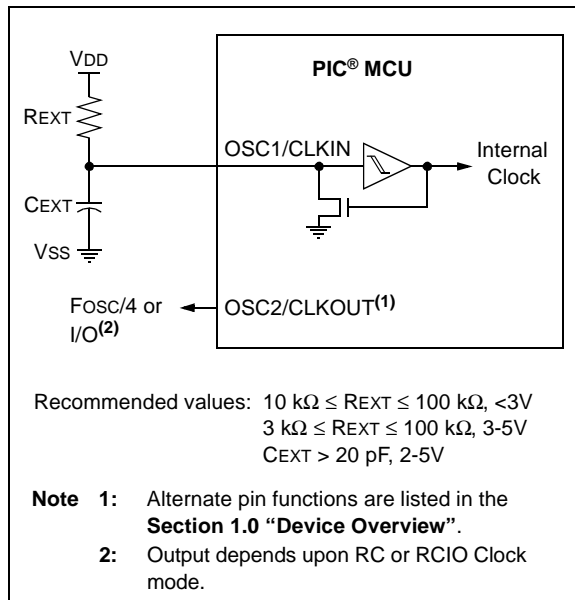 VDD
PIC® MCU
REXT
OSC1/CLKIN
Internal
Clock
CEXT
VSS
FOSC/4 or
I/O(2)
OSC2/CLKOUT(1)
Recommended values: 10 kΩ ≤ REXT ≤ 100 kΩ, <3V
3 kΩ ≤ REXT ≤ 100 kΩ, 3-5V
CEXT > 20 pF, 2-5V
Note 1: Alternate pin functions are listed in the
Section 1.0 “Device Overview”.
2: Output depends upon RC or RCIO Clock
mode.